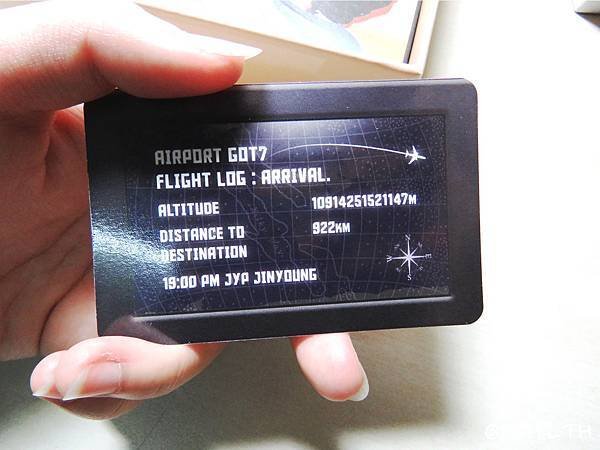 AIRPORT GOT7
FLIGHT LOG : ARRIVAL.
ALTITUDE 10914251521147M
DISTANCE TO 922KM
DESTINATION
19:00 PM JYP JINYOUNG
N
W E
S